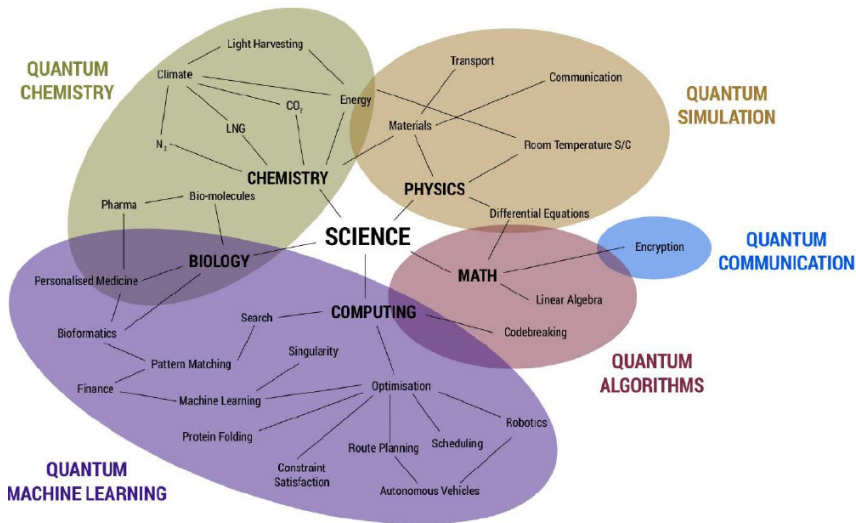 QUANTUM
CHEMISTRY
Light Harvesting
Climate
CO₂
Energy
LNG
N₂
CHEMISTRY
Pharma
Bio-molecules
BIOLOGY
Personalised Medicine
Bioformatics
Transport
Communication
QUANTUM
SIMULATION
Materials
Room Temperature S/C
PHYSICS
Differential Equations
SCIENCE
Encryption
QUANTUM
COMMUNICATION
MATH
Linear Algebra
Codebreaking
QUANTUM
ALGORITHMS
COMPUTING
Search
Singularity
Pattern Matching
Finance
Machine Learning
Optimisation
Protein Folding
Constraint
Satisfaction
Route Planning
Scheduling
Robotics
Autonomous Vehicles
QUANTUM
MACHINE LEARNING